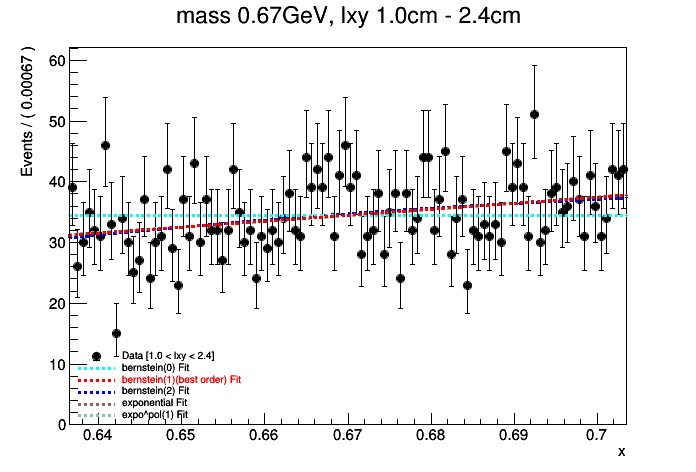 mass 0.67GeV, lxy 1.0cm - 2.4cm
Events / ( 0.00067 )
60
50
40
30
20
10
0
Data [1.0 < lxy < 2.4]
bernstein(0) Fit
bernstein(1)(best order) Fit
bernstein(2) Fit
exponential Fit
expo^pol(1) Fit
0.64 0.65 0.66 0.67 0.68 0.69 0.7
x